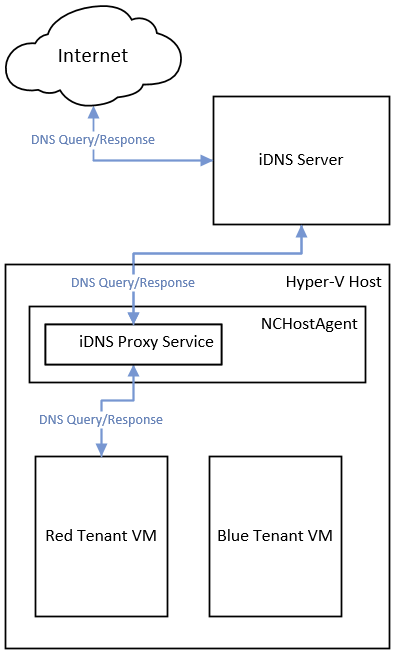 Internet
DNS Query/Response
iDNS Server
DNS Query/Response
Hyper-V Host
NCHostAgent
iDNS Proxy Service
DNS Query/Response
Red Tenant VM
Blue Tenant VM